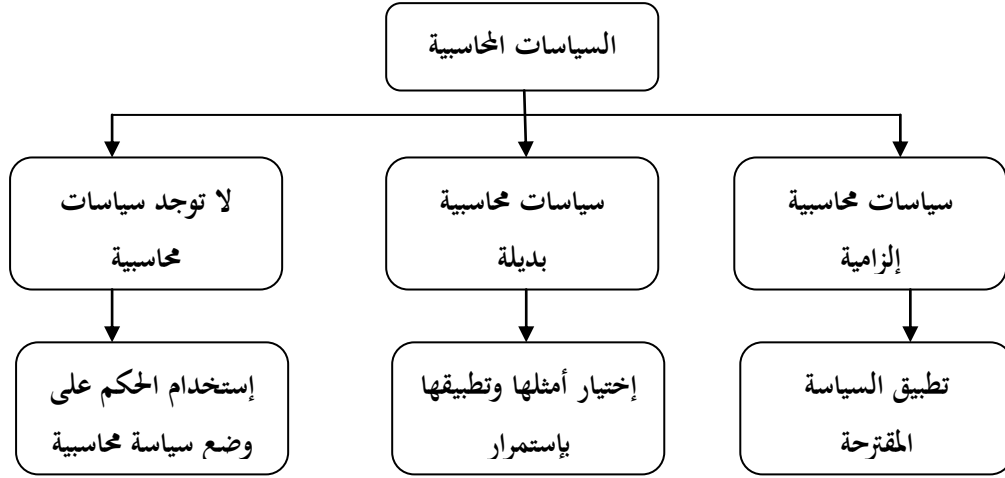 السياسات المحاسبية
سياسات محاسبية
إلزامية
سياسات محاسبية
بديلة
لا توجد سياسات
محاسبية
تطبيق السياسة
المقترحة
إختيار أمثلها وتطبيقها
بإستمرار
إستخدام الحكم على
وضع سياسة محاسبية